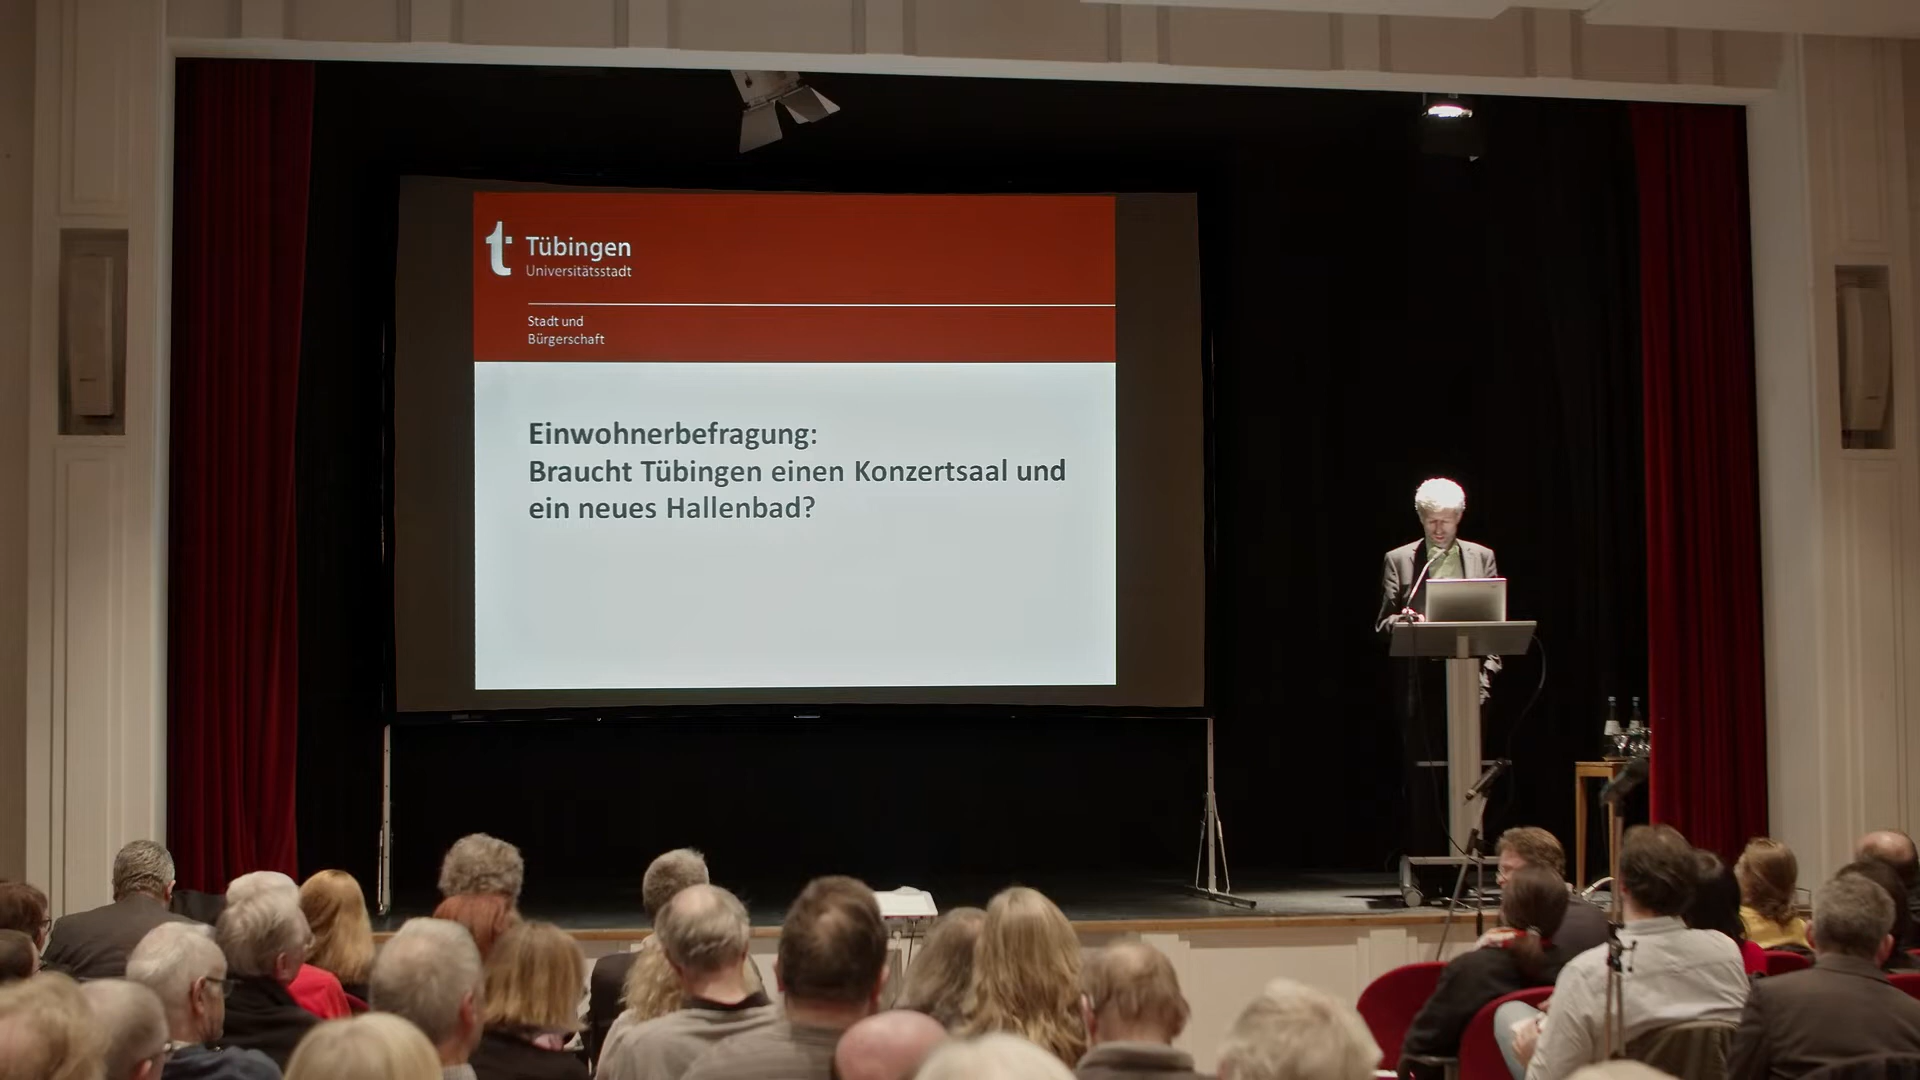 Tübingen
Universitätsstadt
Stadt und
Bürgerschaft
Einwohnerbefragung:
Braucht Tübingen einen Konzertsaal und
ein neues Hallenbad?